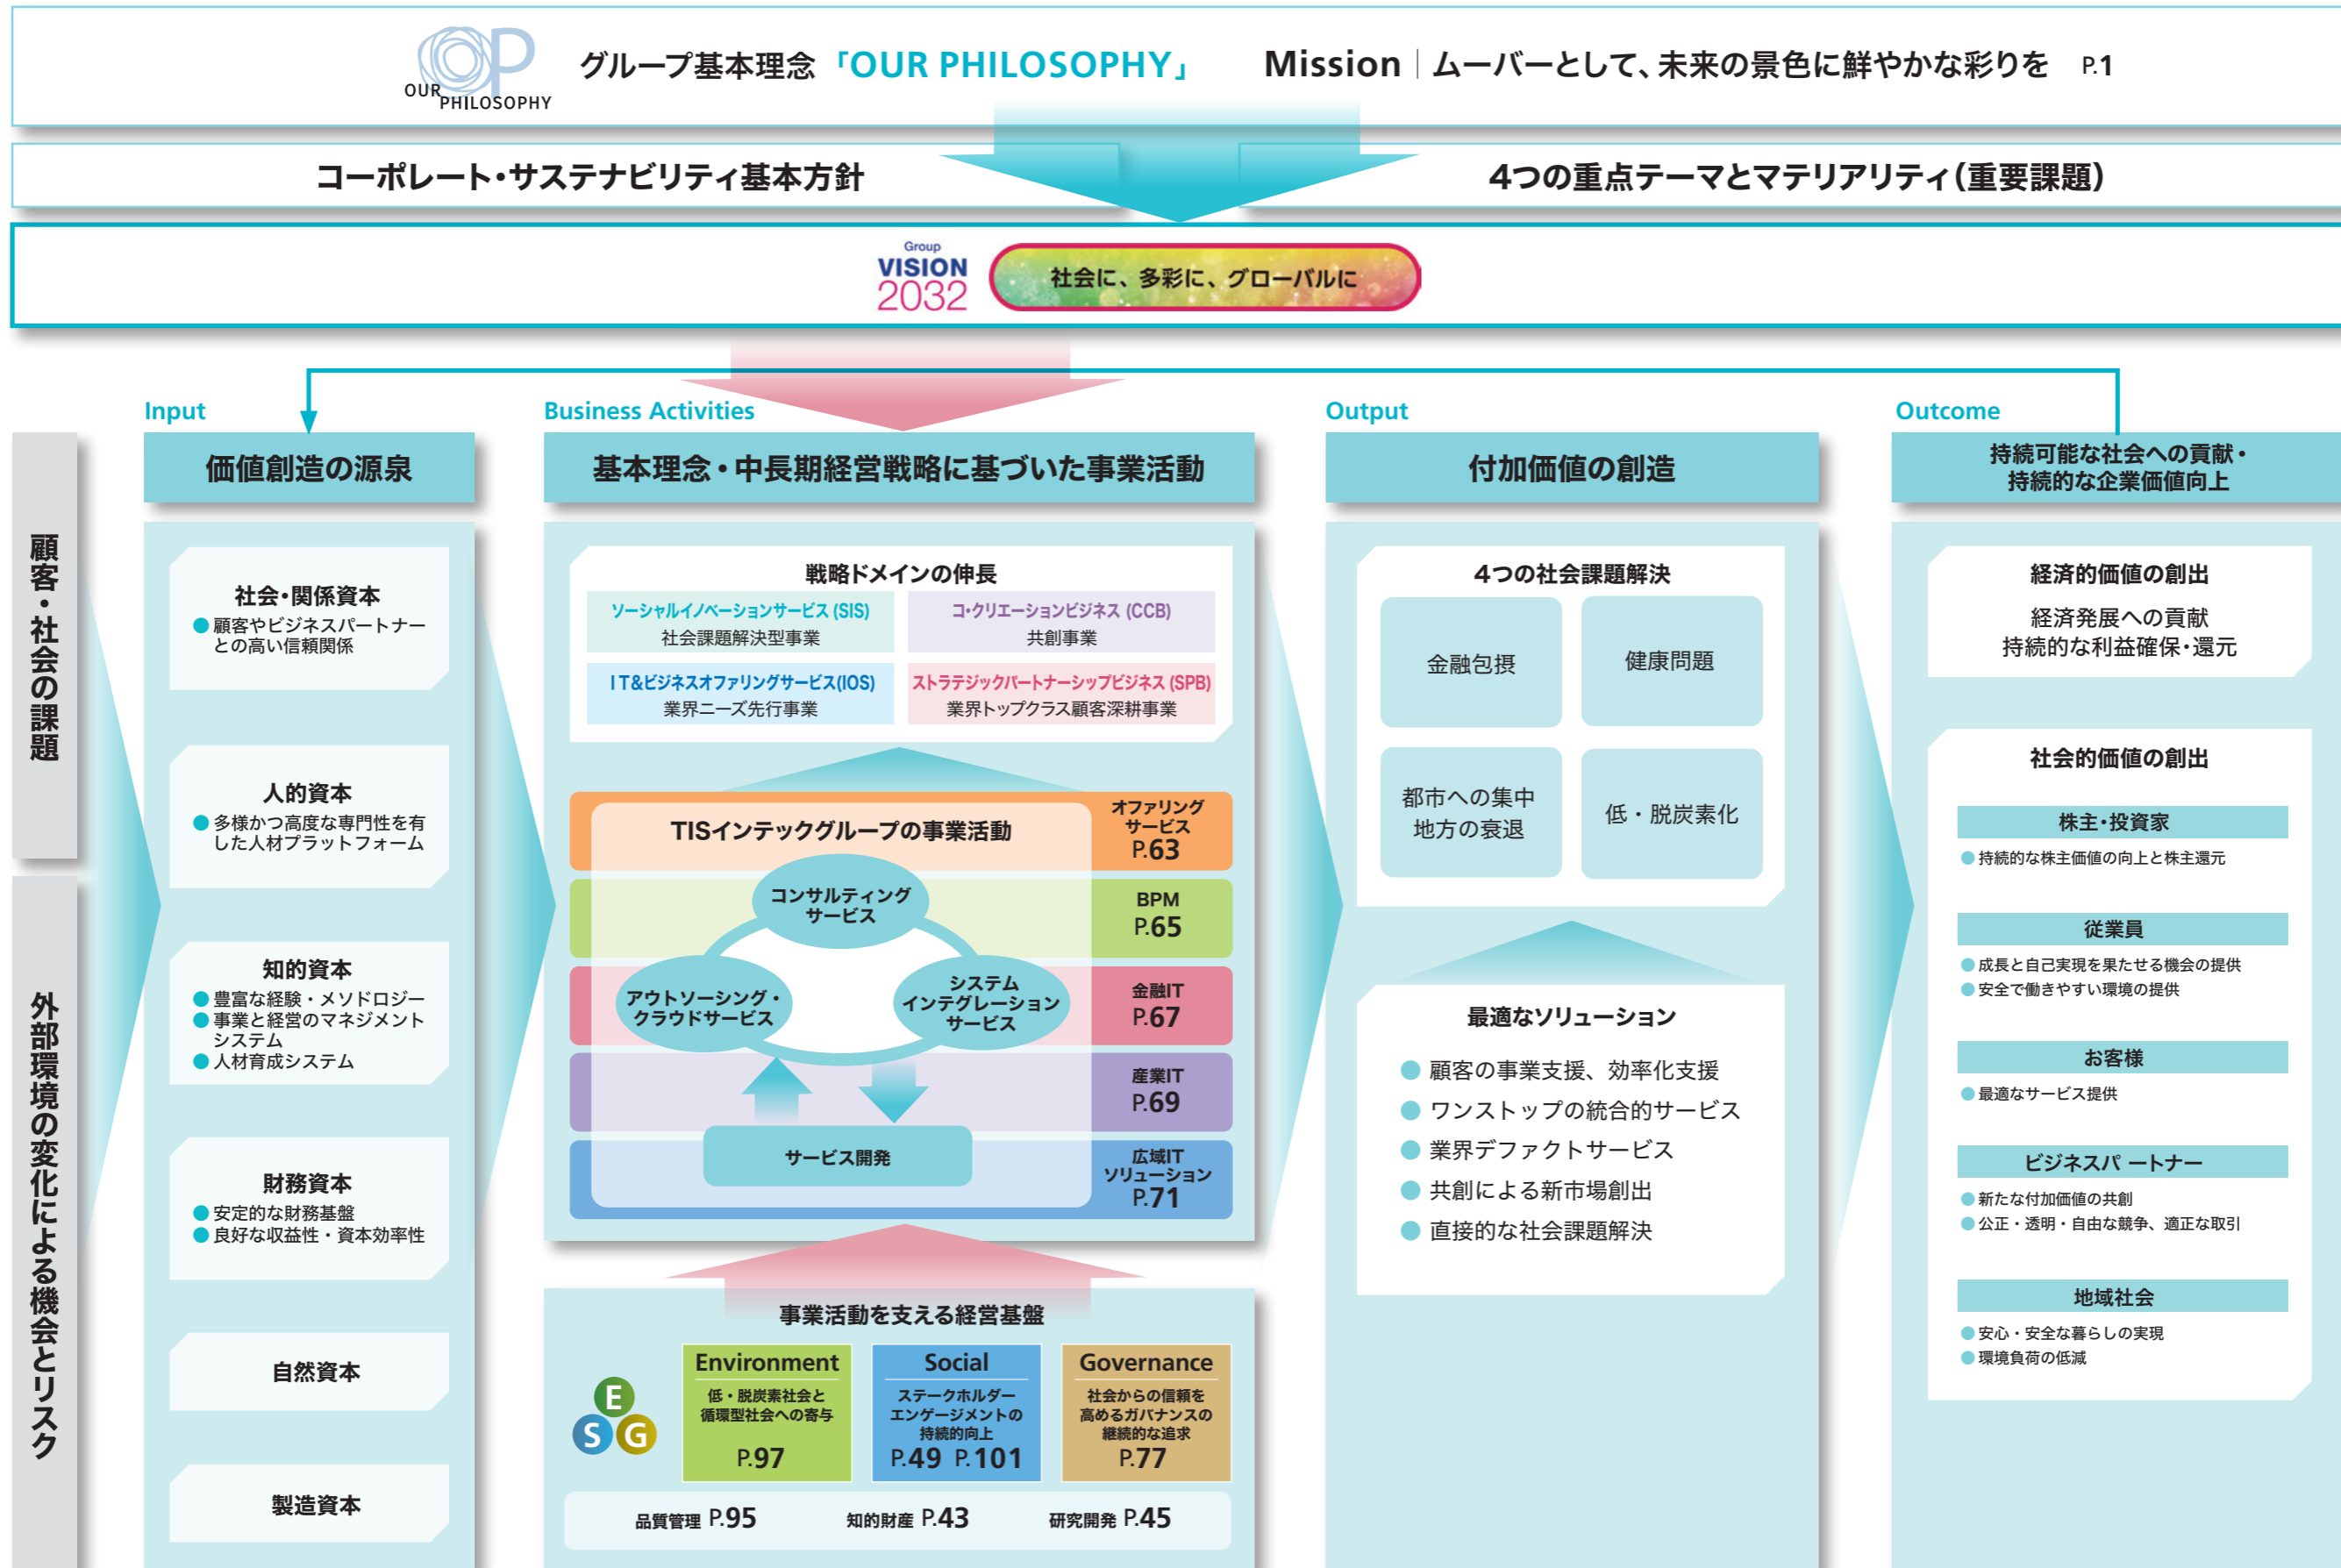 OUR PHILOSOPHY
グループ基本理念「OUR PHILOSOPHY」 Mission｜ムーバーとして、未来の景色に鮮やかな彩りを P.1
コーポレート・サステナビリティ基本方針
4つの重点テーマとマテリアリティ（重要課題）
Group
VISION
2032
社会に、多彩に、グローバルに
顧客・社会の課題
外部環境の変化による機会とリスク
Input
価値創造の源泉
社会・関係資本
● 顧客やビジネスパートナー
との高い信頼関係
人的資本
● 多様かつ高度な専門性を有
した人材プラットフォーム
知的資本
● 豊富な経験・メソドロジー
● 事業と経営のマネジメント
システム
● 人材育成システム
財務資本
● 安定的な財務基盤
● 良好な収益性・資本効率性
自然資本
製造資本
Business Activities
基本理念・中長期経営戦略に基づいた事業活動
戦略ドメインの伸長
ソーシャルイノベーションサービス (SIS)
社会課題解決型事業
コ・クリエーションビジネス (CCB)
共創事業
IT&ビジネスオファリングサービス(IOS)
業界ニーズ先行事業
ストラテジックパートナーシップビジネス (SPB)
業界トップクラス顧客深耕事業
TISインテックグループの事業活動
コンサルティング
サービス
アウトソーシング・
クラウドサービス
システム
インテグレーション
サービス
サービス開発
オファリング
サービス
P.63
BPM
P.65
金融IT
P.67
産業IT
P.69
広域IT
ソリューション
P.71
事業活動を支える経営基盤
E
S
G
Environment
低・脱炭素社会と
循環型社会への寄与
P.97
Social
ステークホルダー
エンゲージメントの
持続的向上
P.49 P.101
Governance
社会からの信頼を
高めるガバナンスの
継続的な追求
P.77
品質管理 P.95 知的財産 P.43 研究開発 P.45
Output
付加価値の創造
4つの社会課題解決
金融包摂
健康問題
都市への集中
地方の衰退
低・脱炭素化
最適なソリューション
● 顧客の事業支援、効率化支援
● ワンストップの統合的サービス
● 業界デファクトサービス
● 共創による新市場創出
● 直接的な社会課題解決
Outcome
持続可能な社会への貢献・
持続的な企業価値向上
経済的価値の創出
経済発展への貢献
持続的な利益確保・還元
社会的価値の創出
株主・投資家
● 持続的な株主価値の向上と株主還元
従業員
● 成長と自己実現を果たせる機会の提供
● 安全で働きやすい環境の提供
お客様
● 最適なサービス提供
ビジネスパートナー
● 新たな付加価値の共創
● 公正・透明・自由な競争、適正な取引
地域社会
● 安心・安全な暮らしの実現
● 環境負荷の低減